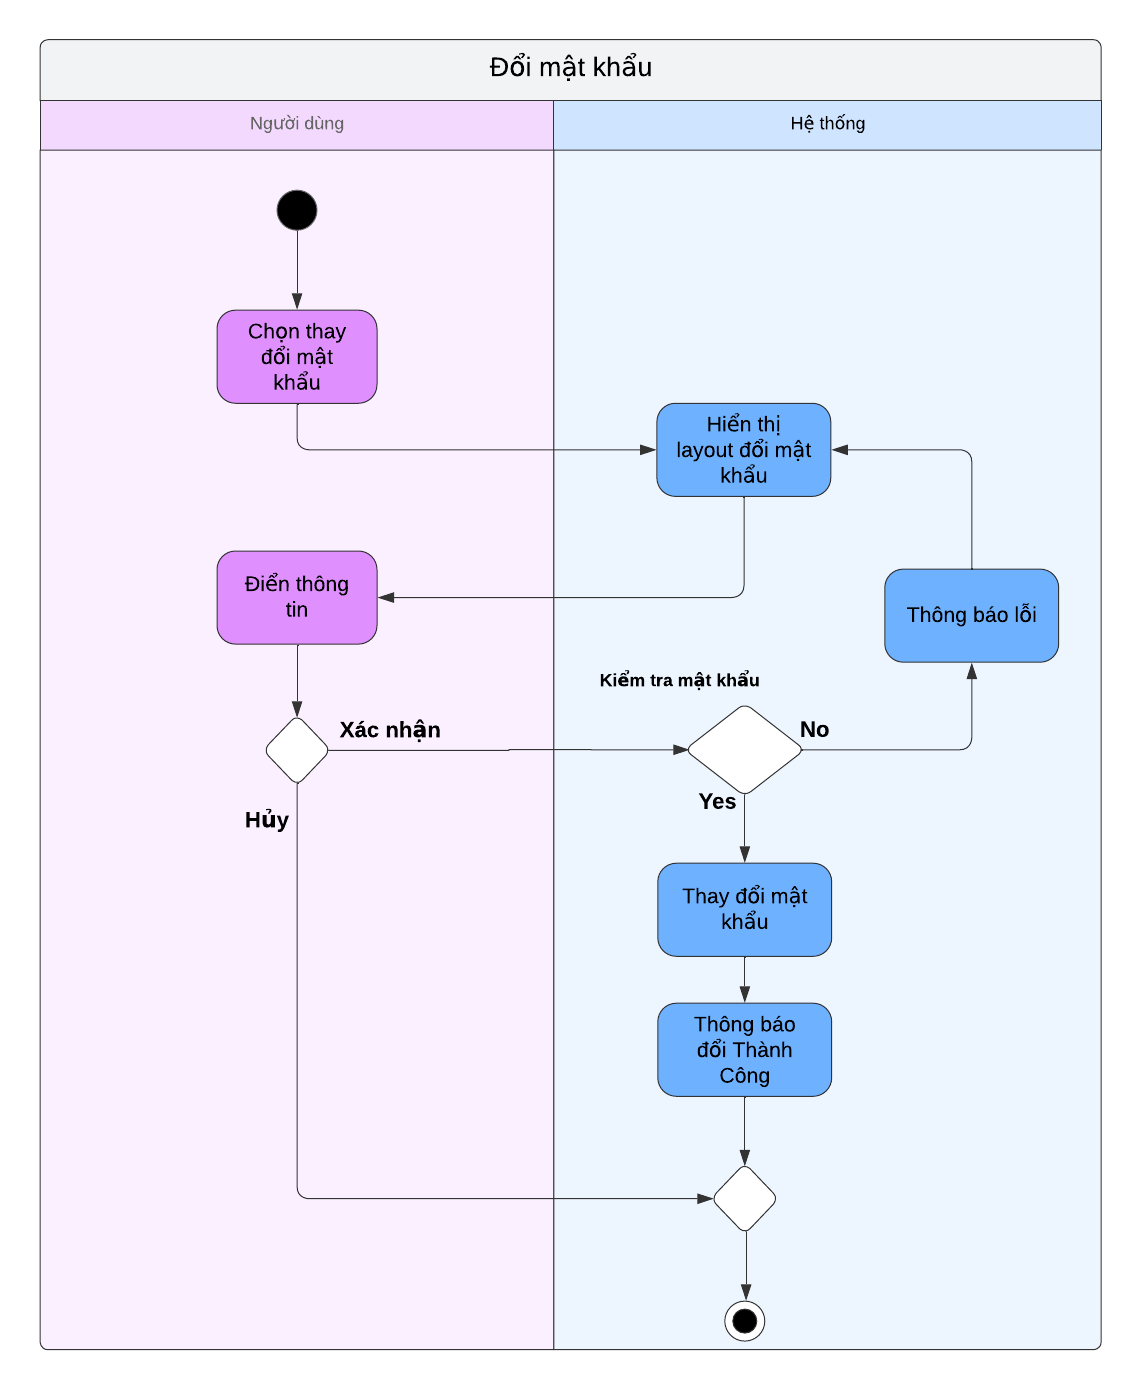 Đổi mật khẩu
Người dùng
Hệ thống
Chọn thay
đổi mật
khẩu
Hiển thị
layout đổi mật
khẩu
Điển thông
tin
Thông báo lỗi
Kiểm tra mật khẩu
Xác nhận
No
Yes
Hủy
Thay đổi mật
khẩu
Thông báo
đổi Thành
Công